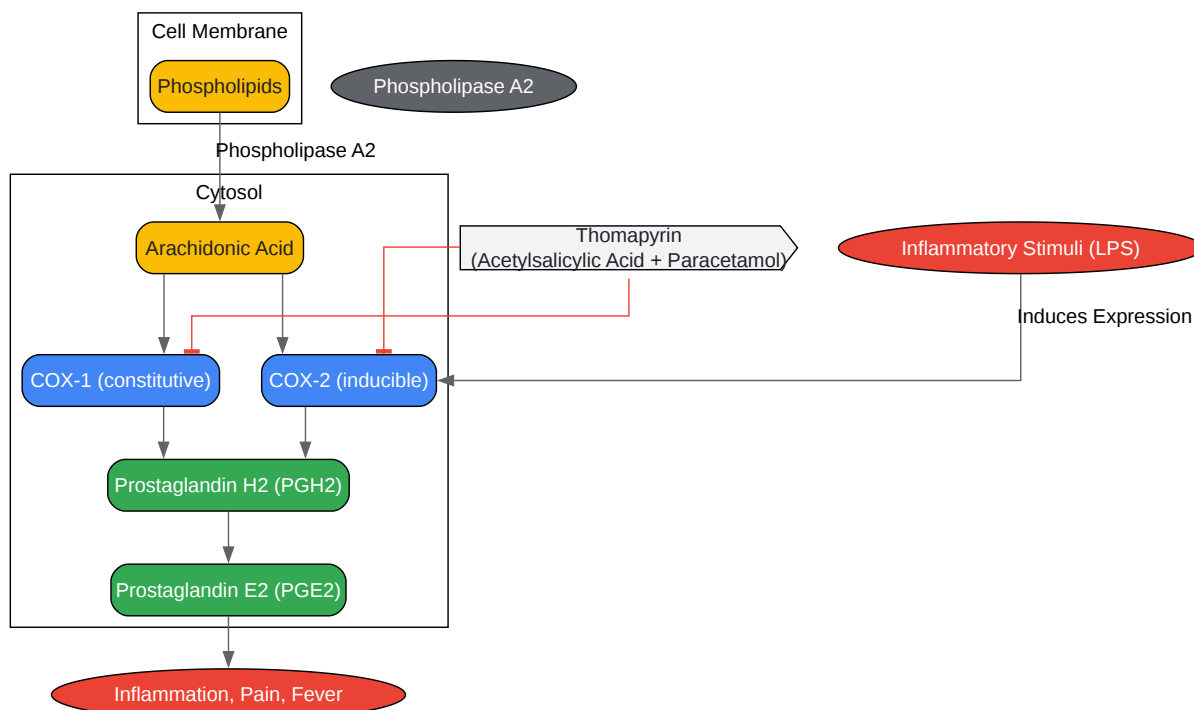 Cell Membrane
Phospholipids
Phospholipase A2
Phospholipase A2
Cytosol
Arachidonic Acid
Thomapyrin
(Acetylsalicylic Acid + Paracetamol)
Inflammatory Stimuli (LPS)
Induces Expression
COX-1 (constitutive)
COX-2 (inducible)
Prostaglandin H2 (PGH2)
Prostaglandin E2 (PGE2)
Inflammation, Pain, Fever